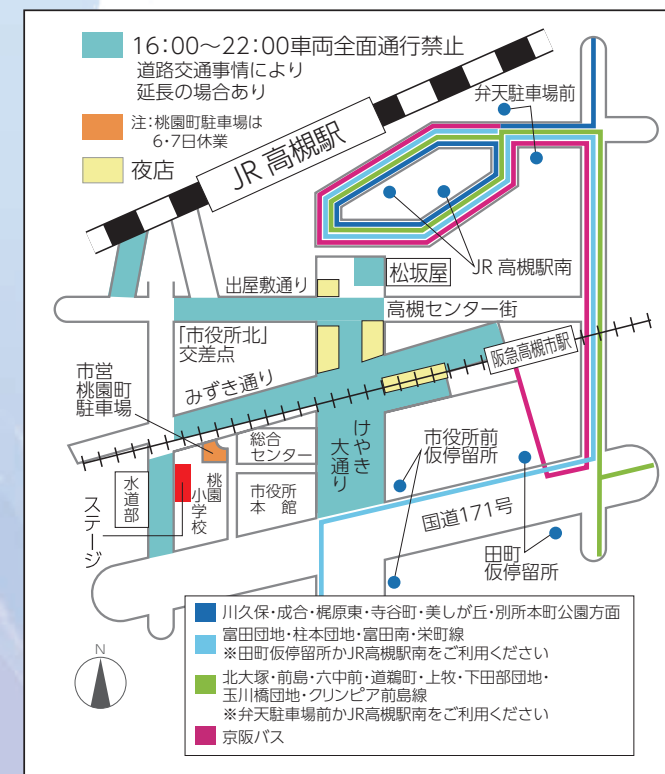 16:00～22:00車両全面通行禁止
道路交通事情により
延長の場合あり
注:桃園町駐車場は
6・7日休業
夜店
JR 高槻駅
弁天駐車場前
JR 高槻駅南
松坂屋
出屋敷通り
高槻センター街
「市役所北」
交差点
阪急高槻市駅
市営
桃園町
駐車場
みずき通り
けやき
大通り
総合
センター
市役所前
仮停留所
水道部
桃園
小学校
市役所
本館
ステージ
国道171号
田町
仮停留所
N
川久保・成合・梶原東・寺谷町・美しが丘・別所本町公園方面
富田団地・柱本団地・富田南・栄町線
※田町仮停留所かJR高槻駅南をご利用ください
北大塚・前島・六中前・道鵜町・上牧・下田部団地・
玉川橋団地・クリンピア前島線
※弁天駐車場前かJR高槻駅南をご利用ください
京阪バス